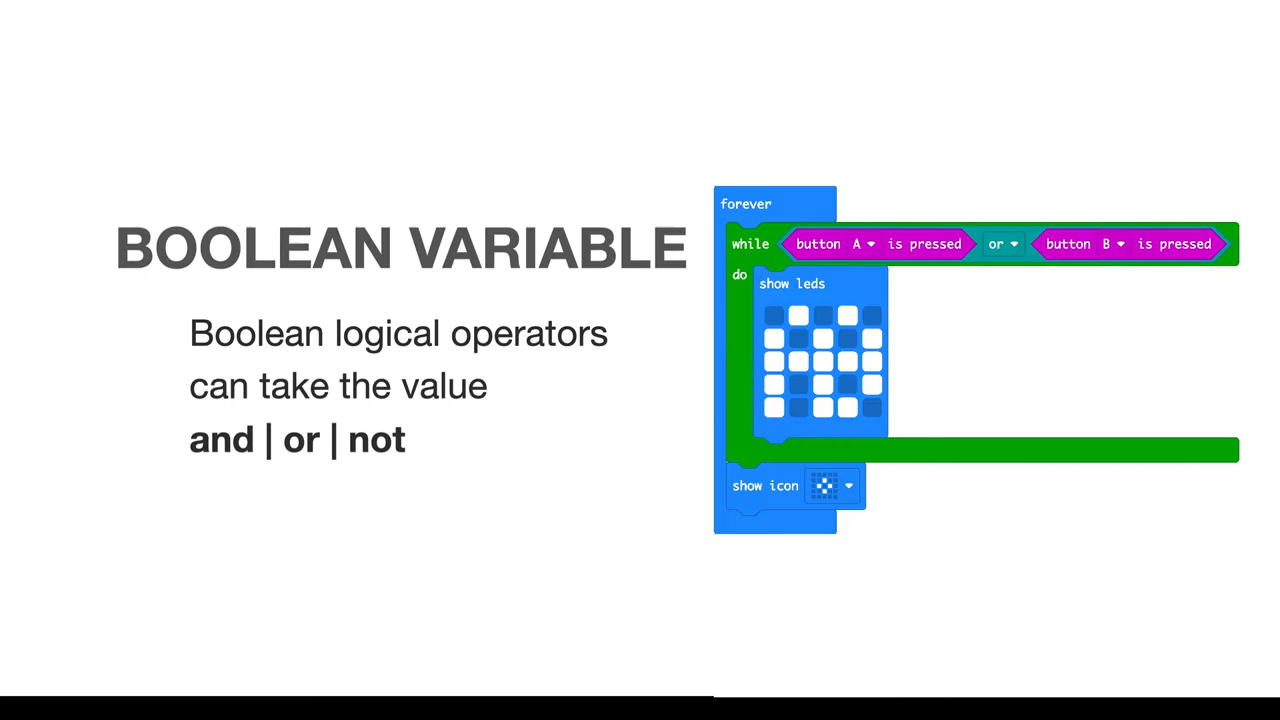 BOOLEAN VARIABLE
Boolean logical operators
can take the value
and | or | not
forever
while button A is pressed or button B is pressed
do
show leds
show icon